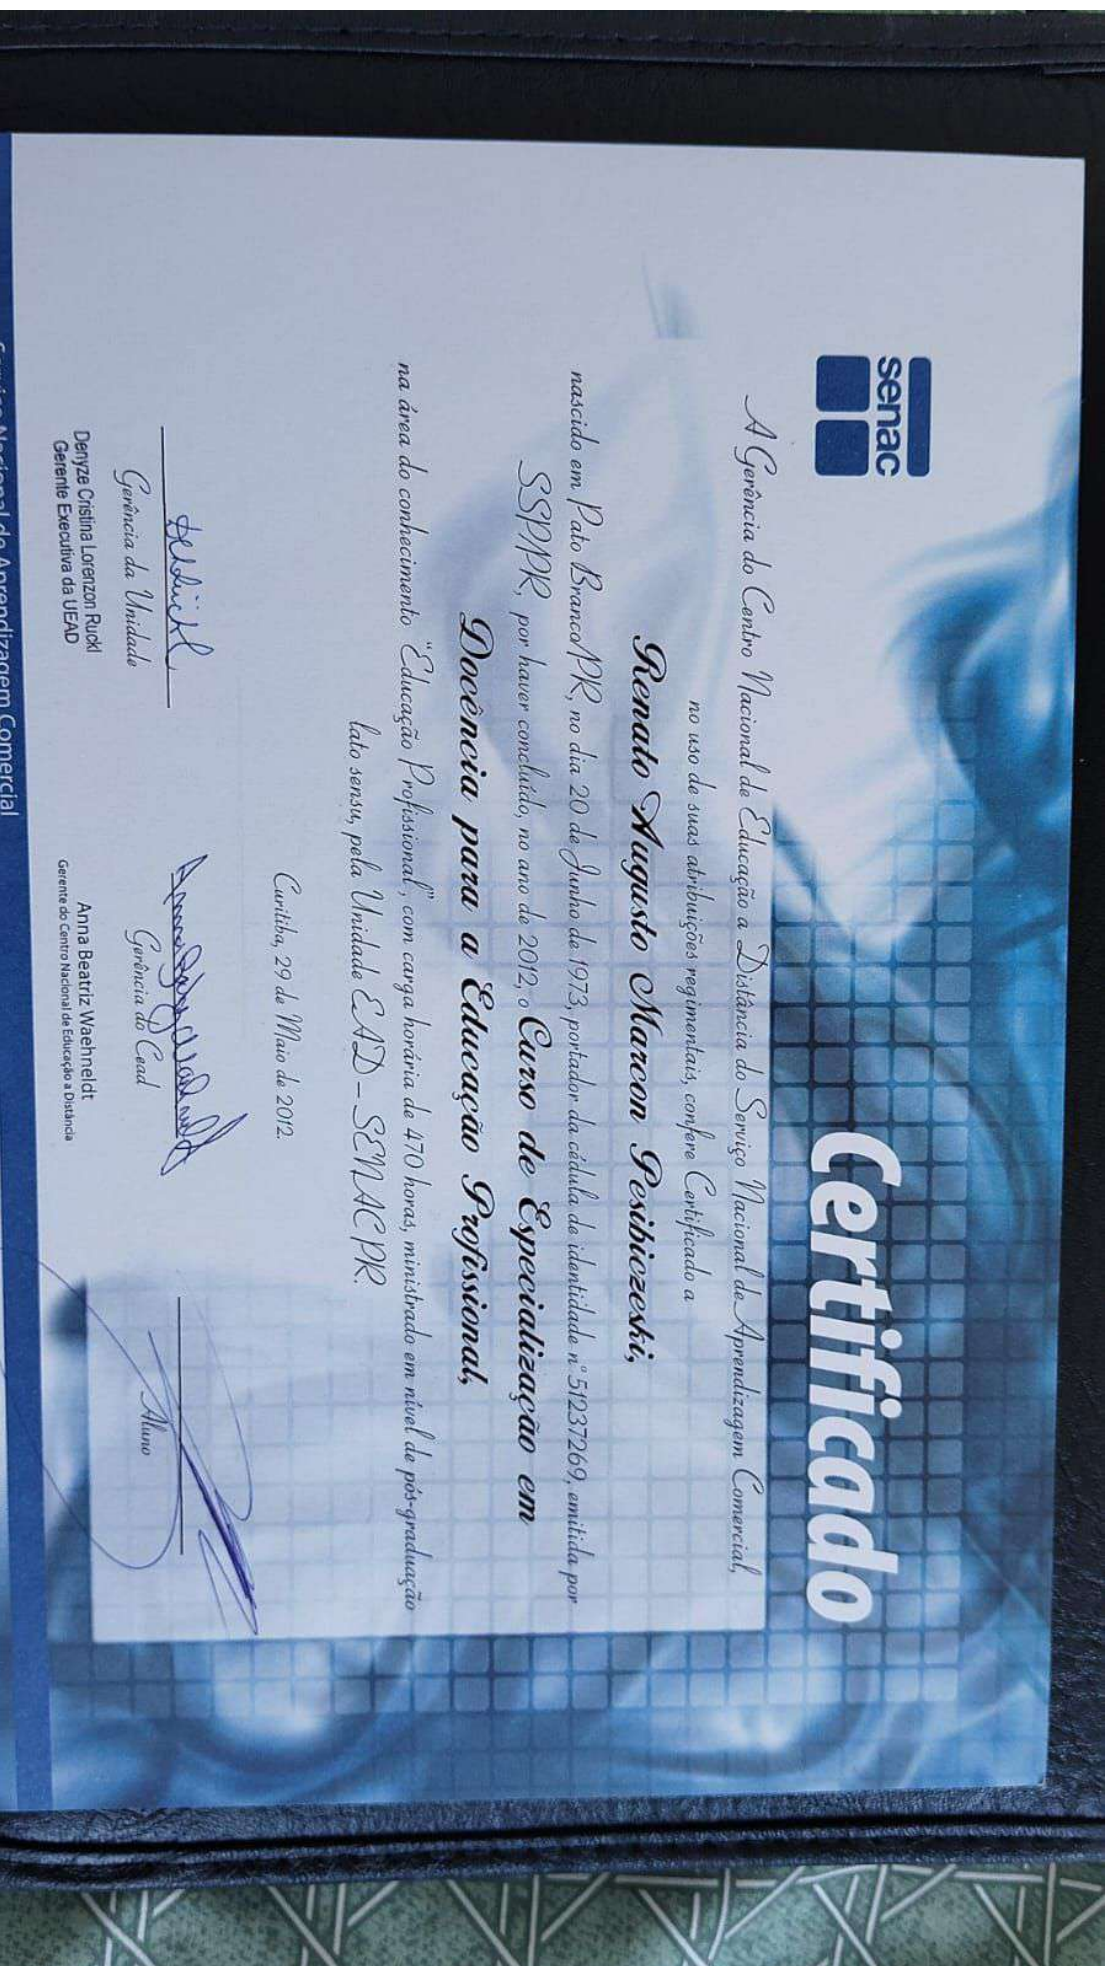 senac
Certificado
A Gerência do Centro Nacional de Educação a Distância do Serviço Nacional de Aprendizagem Comercial,
no uso de suas atribuições regimentais, confere Certificado a
Renato Augusto Marcon Pesibiczeski,
nascido em Pato Branco/PR, no dia 20 de Junho de 1973, portador da cédula de identidade nº 51237269, emitida por
SSPPR, por haver concluído, no ano de 2012, o Curso de Especialização em
Docência para a Educação Profissional,
na área do conhecimento "Educação Profissional", com carga horária de 470 horas, ministrado em nível de pós-graduação
lato sensu, pela Unidade EAD - SENAC PR.
Curitiba, 29 de Maio de 2012.
Gerência da Unidade
Denyze Cristina Lorenzon Ruckl
Gerente Executiva da UEAD
Gerência do Cead
Anna Beatriz Waehneldt
Gerente do Centro Nacional de Educação a Distância
Aluno
Serviço Nacional de Aprendizagem Comercial